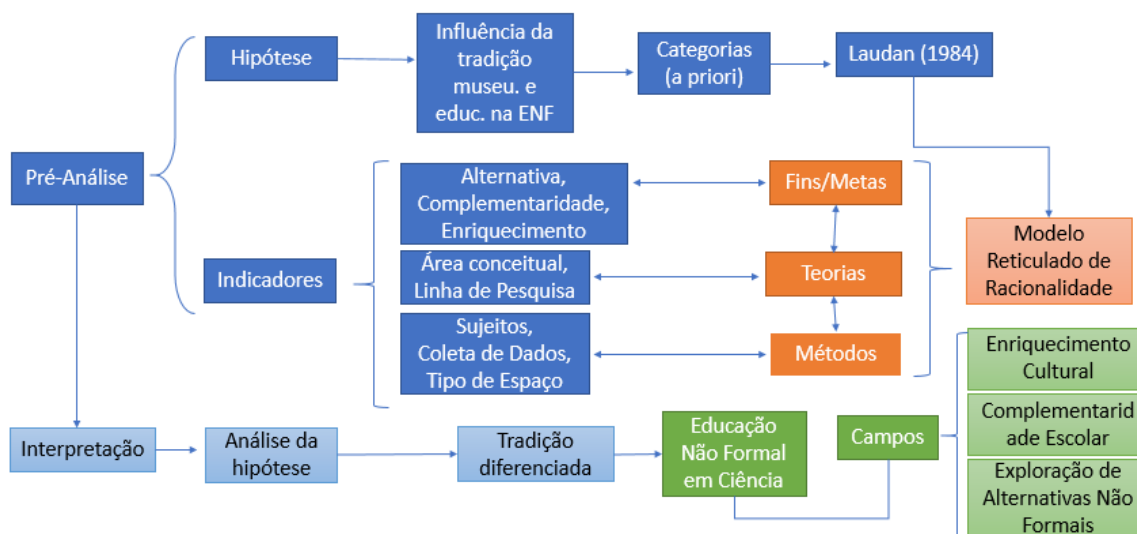 Hipótese
Influência da
tradição
museu. e
educ. na ENF
Categorias
(a priori)
Laudan (1984)
Pré-Análise
Indicadores
Alternativa,
Complementaridade,
Enriquecimento
Área conceitual,
Linha de Pesquisa
Sujeitos,
Coleta de Dados,
Tipo de Espaço
Fins/Metas
Teorias
Métodos
Modelo
Reticulado de
Racionalidade
Interpretação
Análise da
hipótese
Tradição
diferenciada
Educação
Não Formal
em Ciência
Campos
Enriquecimento
Cultural
Complementarid
ade Escolar
Exploração de
Alternativas Não
Formais